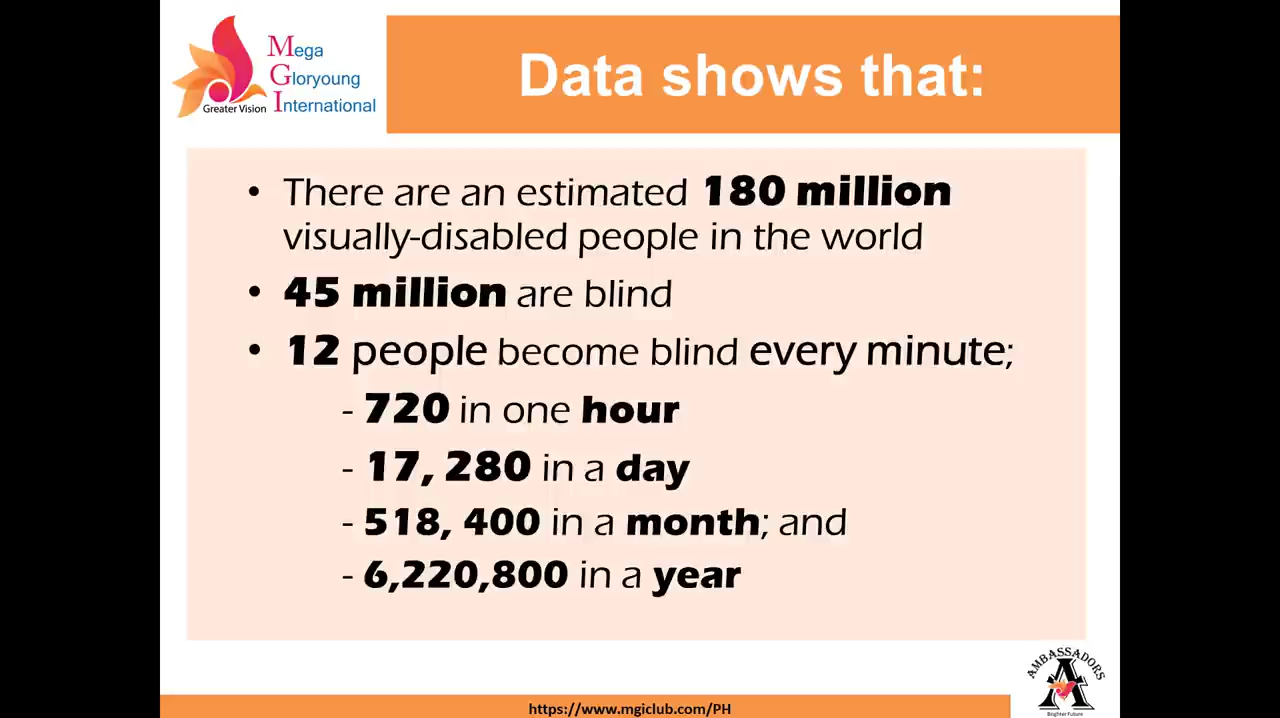 Mega
Gloryoung
International
Greater Vision
Data shows that:
• There are an estimated 180 million
visually-disabled people in the world
• 45 million are blind
• 12 people become blind every minute;
- 720 in one hour
- 17, 280 in a day
- 518, 400 in a month; and
- 6,220,800 in a year
AMBASSADORS
A
Brighter Future
https://www.mgiclub.com/PH